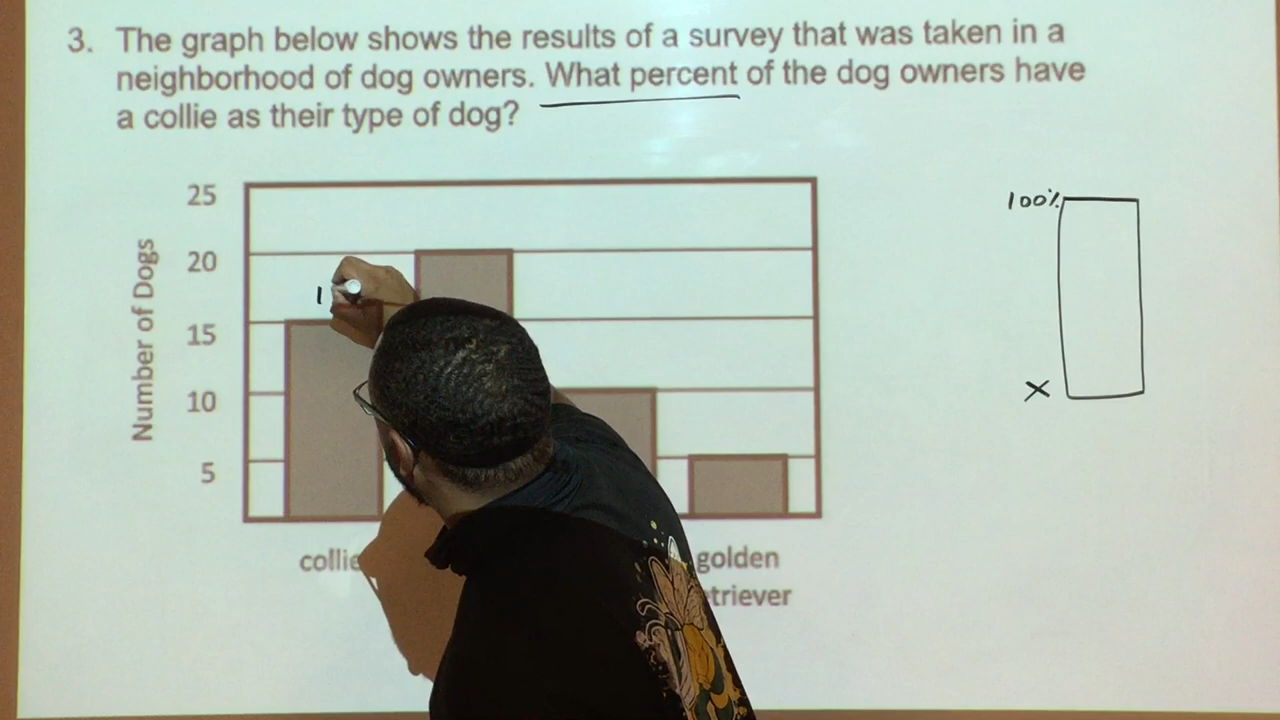 3. The graph below shows the results of a survey that was taken in a
neighborhood of dog owners. What percent of the dog owners have
a collie as their type of dog?
25
20
15
10
5
Number of Dogs
1
100%
X
golden